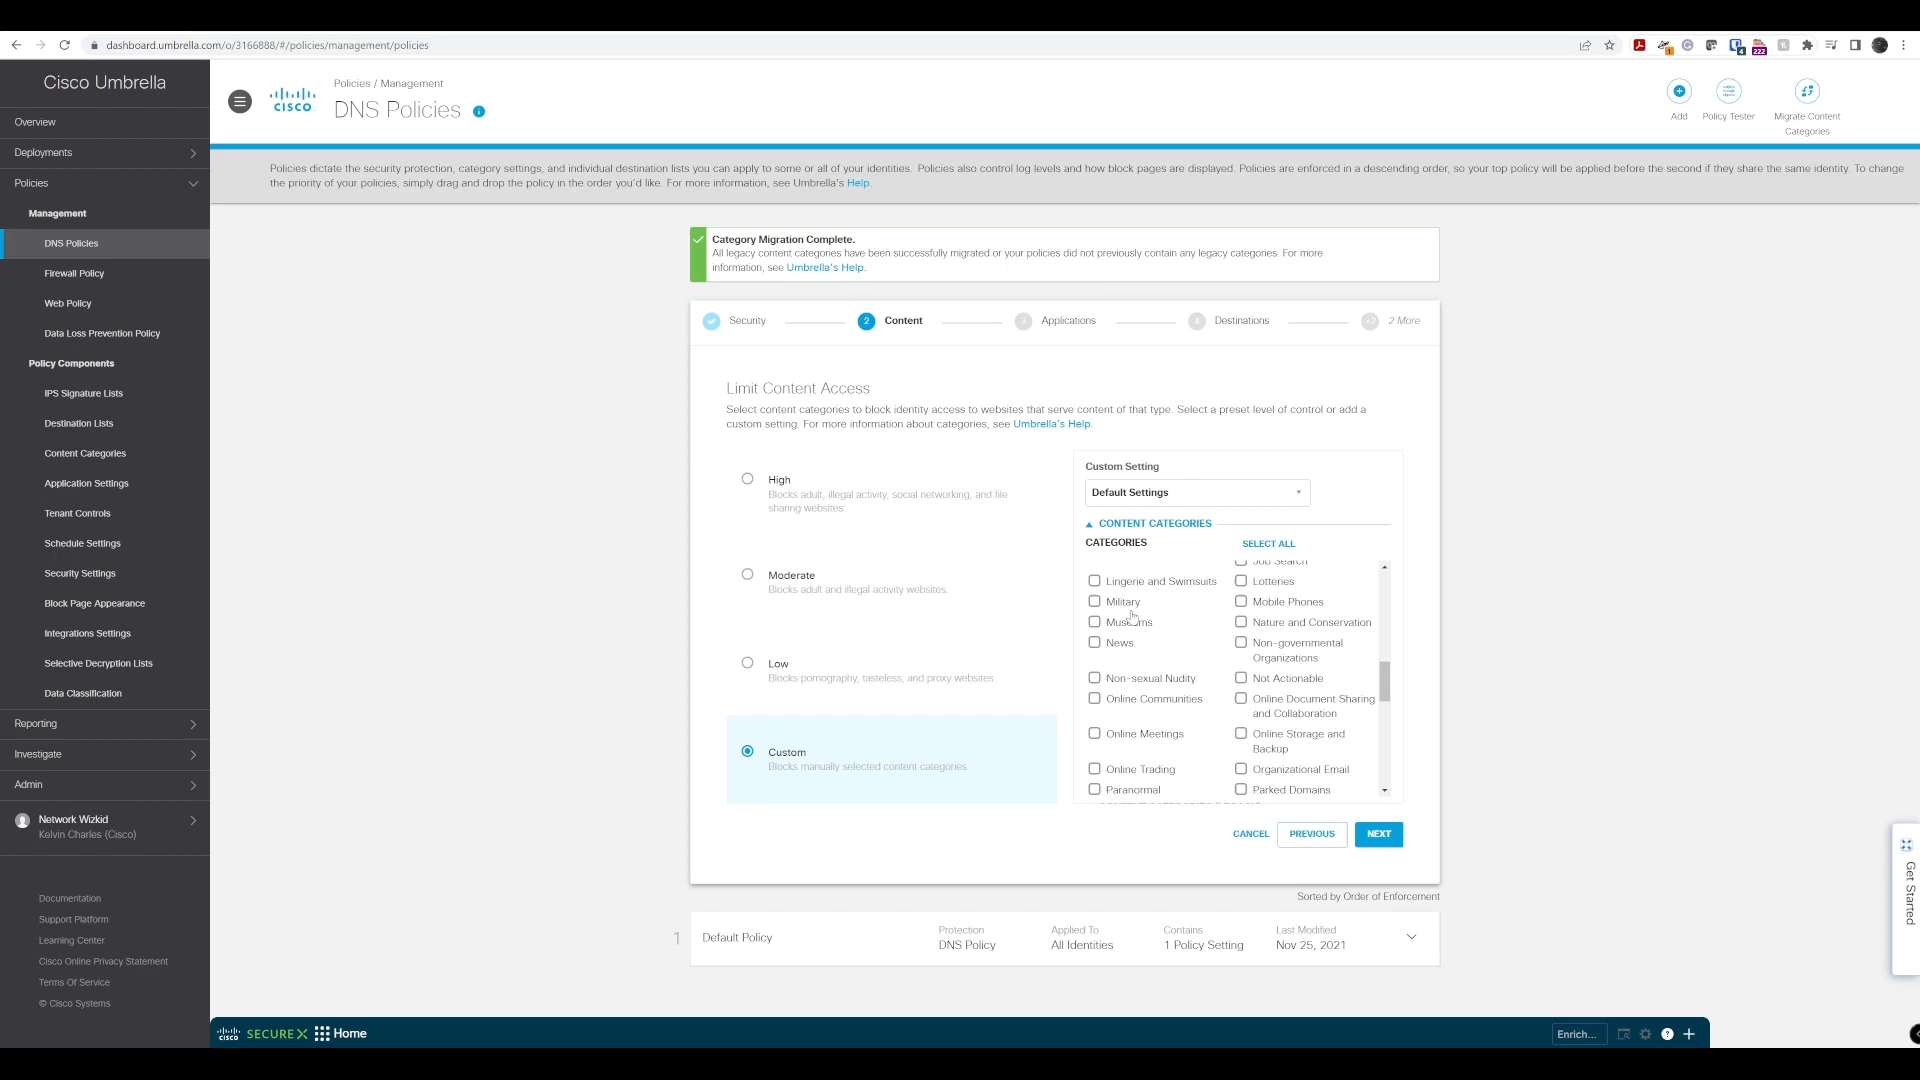 dashboard.umbrella.com/o/3166888/#/policies/management/policies
1
4
222
Cisco Umbrella
Overview
Deployments
Policies
Management
DNS Policies
Firewall Policy
Web Policy
Data Loss Prevention Policy
Policy Components
IPS Signature Lists
Destination Lists
Content Categories
Application Settings
Tenant Controls
Schedule Settings
Security Settings
Block Page Appearance
Integrations Settings
Selective Decryption Lists
Data Classification
Reporting
Investigate
Admin
Network Wizkid
Kelvin Charles (Cisco)
Documentation
Support Platform
Learning Center
Cisco Online Privacy Statement
Terms Of Service
© Cisco Systems
CISCO
Policies / Management
DNS Policies
Add
Policy Tester
Migrate Content
Categories
Policies dictate the security protection, category settings, and individual destination lists you can apply to some or all of your identities. Policies also control log levels and how block pages are displayed. Policies are enforced in a descending order, so your top policy will be applied before the second if they share the same identity. To change
the priority of your policies, simply drag and drop the policy in the order you'd like. For more information, see Umbrella's Help.
Category Migration Complete.
All legacy content categories have been successfully migrated or your policies did not previously contain any legacy categories. For more
information, see Umbrella's Help.
Security
2 Content
3 Applications
4 Destinations
+2 2 More
Limit Content Access
Select content categories to block identity access to websites that serve content of that type. Select a preset level of control or add a
custom setting. For more information about categories, see Umbrella's Help.
High
Blocks adult, illegal activity, social networking, and file
sharing websites.
Moderate
Blocks adult and illegal activity websites.
Low
Blocks pornography, tasteless, and proxy websites.
Custom
Blocks manually selected content categories.
Custom Setting
Default Settings
CONTENT CATEGORIES
CATEGORIES
SELECT ALL
Job Search
Lingerie and Swimsuits
Lotteries
Military
Mobile Phones
Museums
Nature and Conservation
News
Non-governmental
Organizations
Non-sexual Nudity
Not Actionable
Online Communities
Online Document Sharing
and Collaboration
Online Meetings
Online Storage and
Backup
Online Trading
Organizational Email
Paranormal
Parked Domains
CANCEL
PREVIOUS
NEXT
Sorted by Order of Enforcement
1
Default Policy
Protection
DNS Policy
Applied To
All Identities
Contains
1 Policy Setting
Last Modified
Nov 25, 2021
Get Started
CISCO
SECUREX
Home
Enrich...